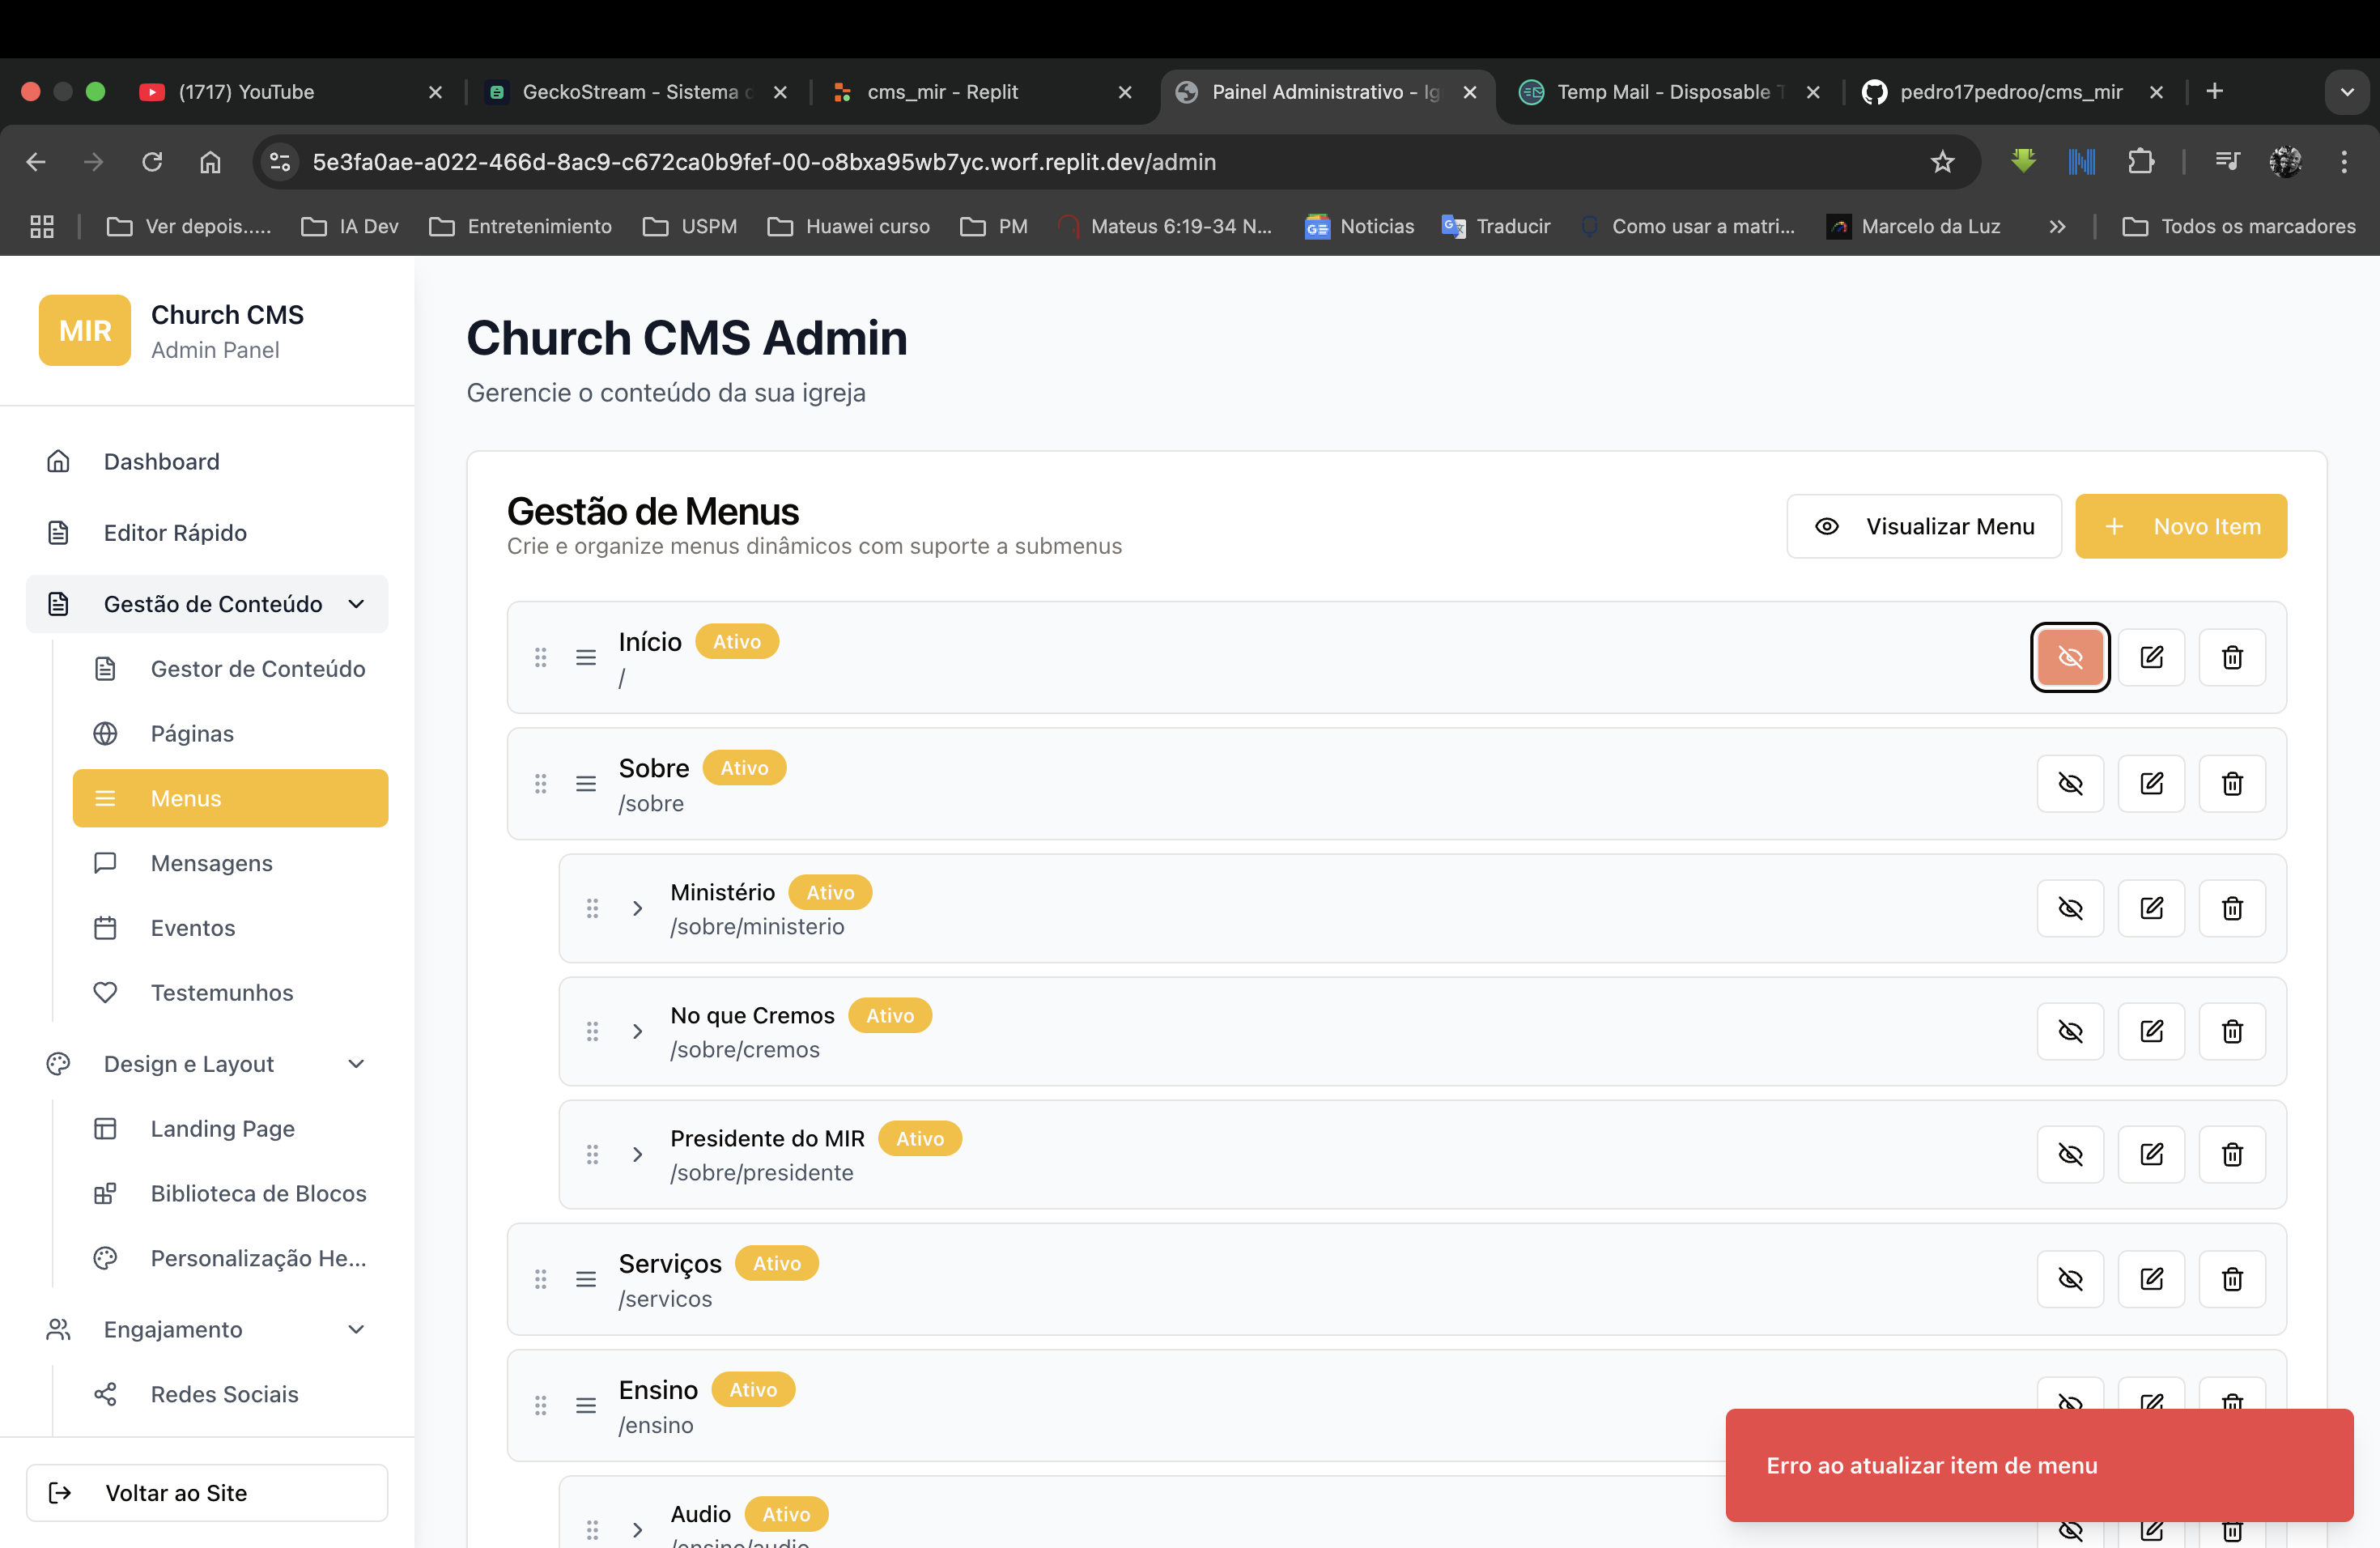 (1717) YouTube
GeckoStream - Sistema
cms_mir - Replit
Painel Administrativo - Ig
Temp Mail - Disposable
pedro17pedroo/cms_mir
5e3fa0ae-a022-466d-8ac9-c672ca0b9fef-00-o8bxa95wb7yc.worf.replit.dev/admin
Ver depois.....
IA Dev
Entretenimento
USPM
Huawei curso
PM
Mateus 6:19-34 N...
Noticias
Traducir
Como usar a matri...
Marcelo da Luz
Todos os marcadores
MIR
Church CMS
Admin Panel
Dashboard
Editor Rápido
Gestão de Conteúdo
Gestor de Conteúdo
Páginas
Menus
Mensagens
Eventos
Testemunhos
Design e Layout
Landing Page
Biblioteca de Blocos
Personalização He...
Engajamento
Redes Sociais
Voltar ao Site
Church CMS Admin
Gerencie o conteúdo da sua igreja
Gestão de Menus
Crie e organize menus dinâmicos com suporte a submenus
Visualizar Menu
Novo Item
Início Ativo
/
Sobre Ativo
/sobre
Ministério Ativo
/sobre/ministerio
No que Cremos Ativo
/sobre/cremos
Presidente do MIR Ativo
/sobre/presidente
Serviços Ativo
/servicos
Ensino Ativo
/ensino
Audio Ativo
/ensino/audio
Erro ao atualizar item de menu